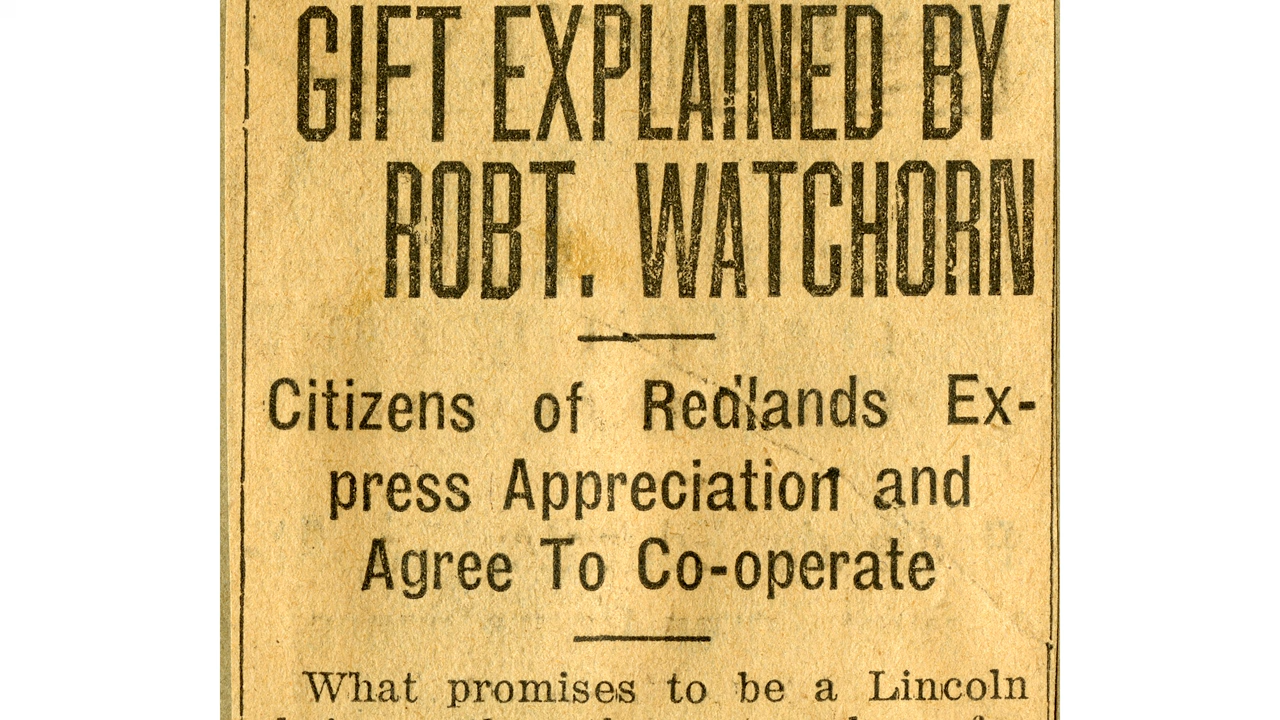 GIFT EXPLAINED BY
ROBT. WATCHORN
Citizens of Redlands Ex-
press Appreciation and
Agree To Co-operate
What promises to be a Lincoln